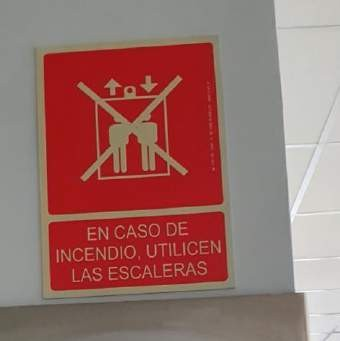 EN CASO DE
INCENDIO, UTILICEN
LAS ESCALERAS